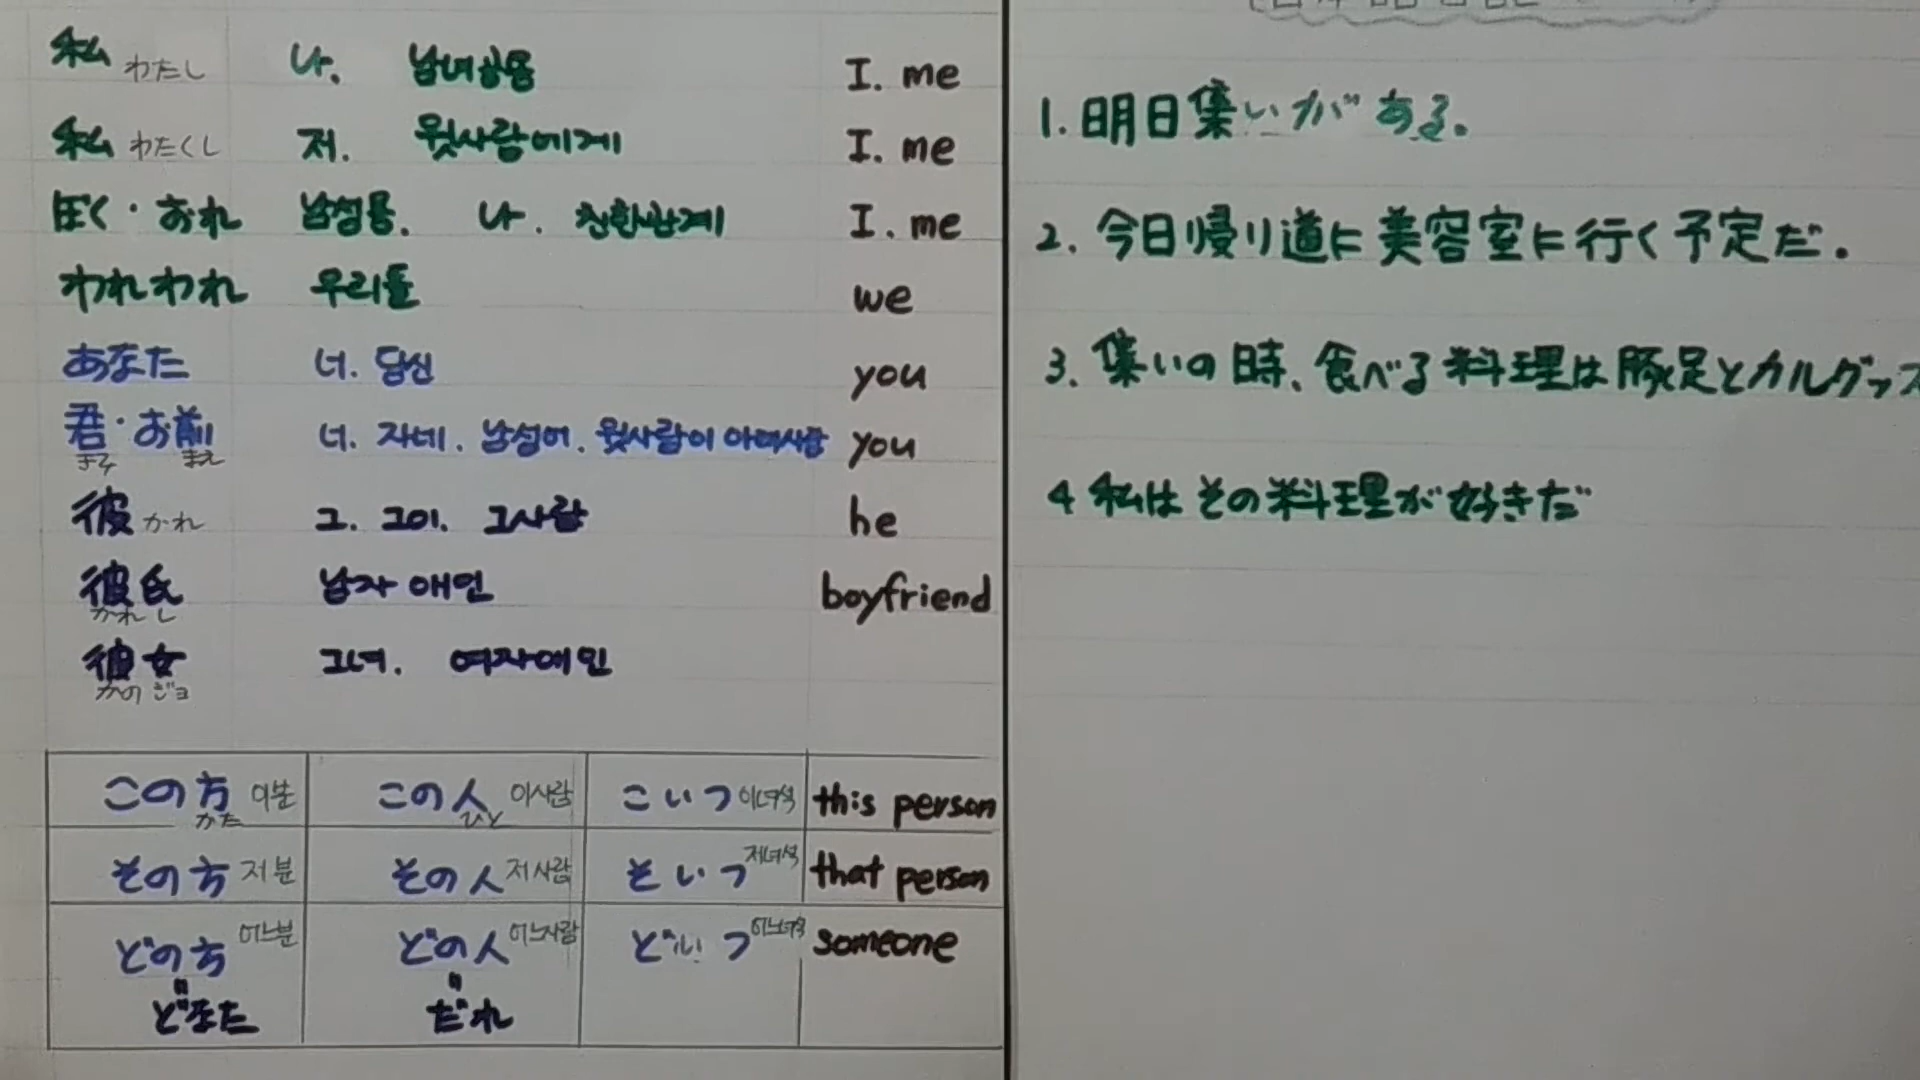 私 わたし 나. 남녀공용 I. me
私 わたくし 저. 윗사람에게 I. me
ぼく・おれ 남성용. 나. 친한관계 I. me
われわれ 우리들 we
あなた 너. 당신 you
君・お前 너. 자네. 남성어. 윗사람이 아래사람 you
きみ まえ
彼 かれ 그. 그이. 그사람 he
彼氏 남자 애인 boyfriend
かれ し
彼女 그녀. 여자애인
かの じょ
この方 이분 この人 이사람 こいつ 이녀석 this person
かた ひと
その方 저분 その人 저사람 そいつ 저녀석 that person
どの方 어느분 どの人 어느사람 どいつ 어느녀석 someone
どなた だれ
1. 明日集いがある.
2. 今日帰り道に美容室に行く予定だ.
3. 集いの時、食べる料理は豚足とカルグッス
4 私はその料理が好きだ